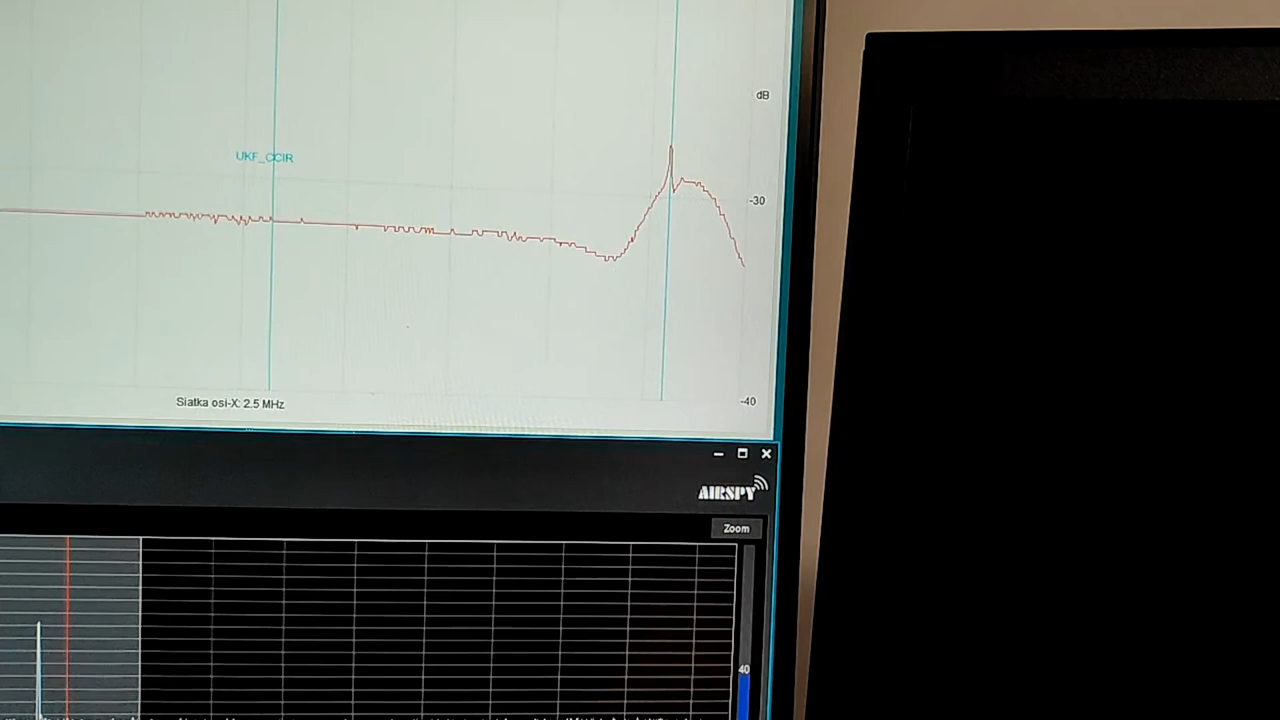 dB
UKF_CCIR
-30
Siatka osi-X: 2.5 MHz
-40
AIRSPY
Zoom
40